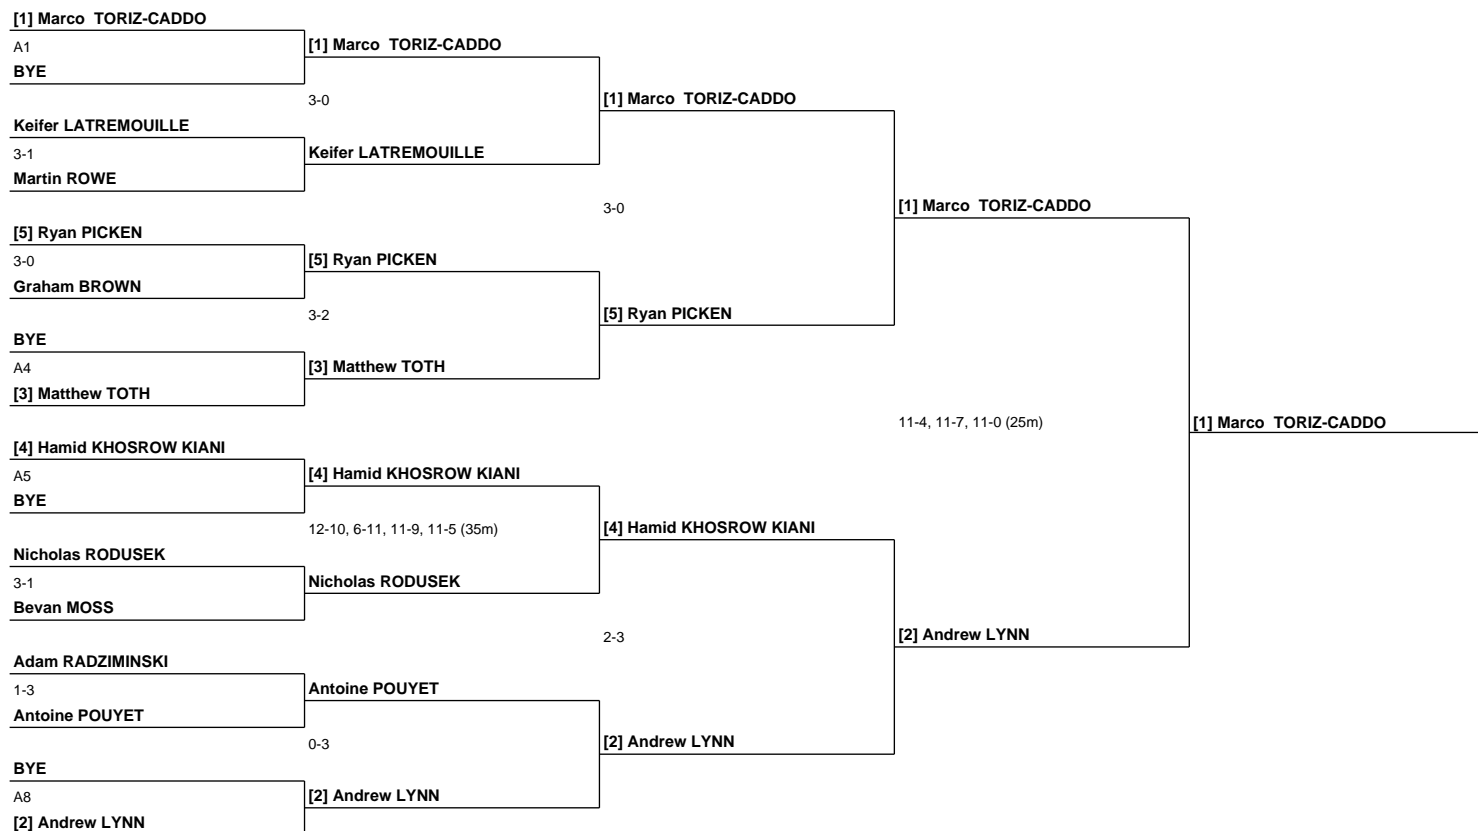 [1] Marco TORIZ-CADDO
A1
BYE
Keifer LATREMOUILLE
3-1
Martin ROWE
[5] Ryan PICKEN
3-0
Graham BROWN
BYE
A4
[3] Matthew TOTH
[4] Hamid KHOSROW KIANI
A5
BYE
Nicholas RODUSEK
3-1
Bevan MOSS
Adam RADZIMINSKI
1-3
Antoine POUYET
BYE
A8
[2] Andrew LYNN
[1] Marco TORIZ-CADDO
3-0
Keifer LATREMOUILLE
[5] Ryan PICKEN
3-2
[3] Matthew TOTH
[4] Hamid KHOSROW KIANI
12-10, 6-11, 11-9, 11-5 (35m)
Nicholas RODUSEK
Antoine POUYET
0-3
[2] Andrew LYNN
[1] Marco TORIZ-CADDO
3-0
[5] Ryan PICKEN
[4] Hamid KHOSROW KIANI
2-3
[2] Andrew LYNN
[1] Marco TORIZ-CADDO
11-4, 11-7, 11-0 (25m)
[2] Andrew LYNN
[1] Marco TORIZ-CADDO